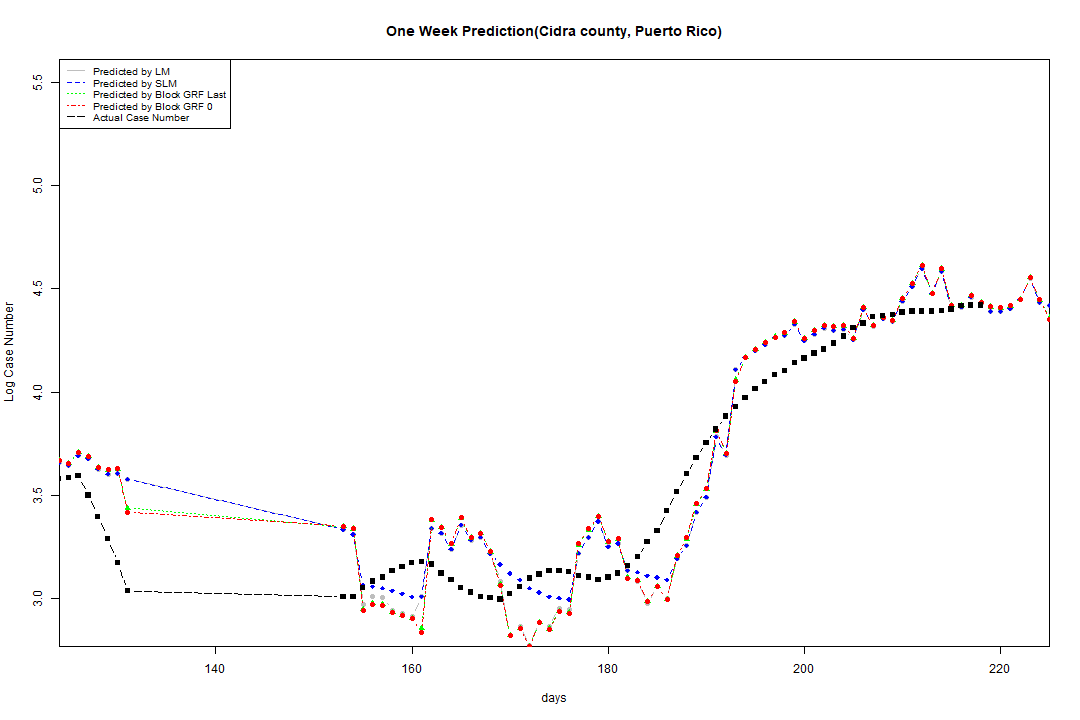 One Week Prediction(Cidra county, Puerto Rico)
Predicted by LM
Predicted by SLM
Predicted by Block GRF Last
Predicted by Block GRF 0
Actual Case Number
5.5
5.0
4.5
4.0
3.5
3.0
Log Case Number
140 160 180 200 220
days